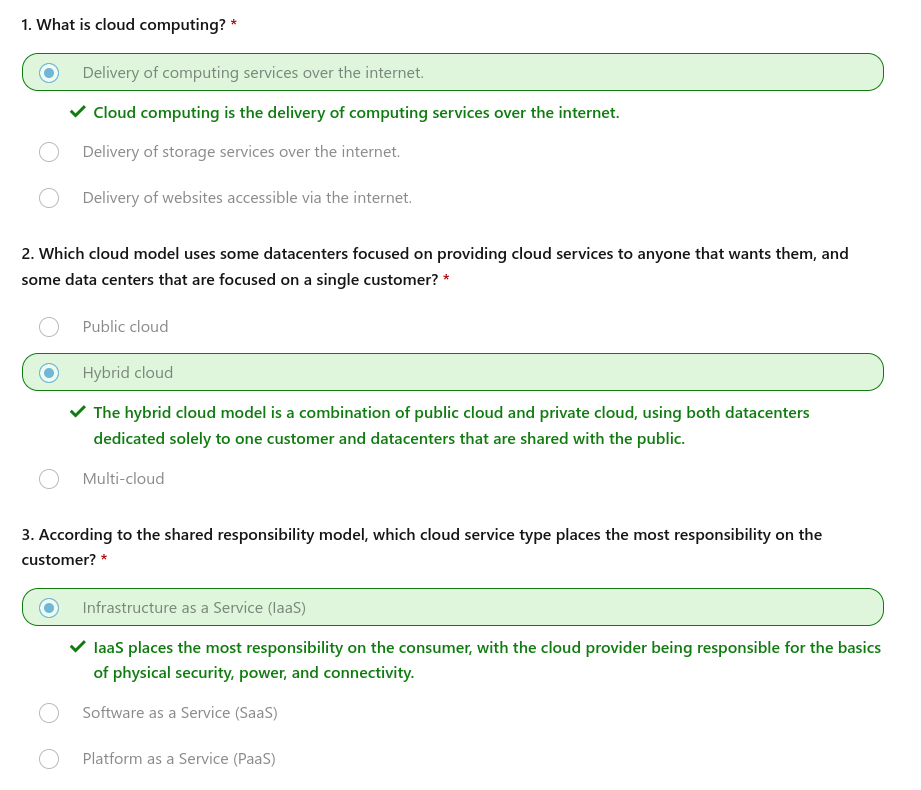 1. What is cloud computing? *
Delivery of computing services over the internet.
Cloud computing is the delivery of computing services over the internet.
Delivery of storage services over the internet.
Delivery of websites accessible via the internet.
2. Which cloud model uses some datacenters focused on providing cloud services to anyone that wants them, and
some data centers that are focused on a single customer? *
Public cloud
Hybrid cloud
The hybrid cloud model is a combination of public cloud and private cloud, using both datacenters
dedicated solely to one customer and datacenters that are shared with the public.
Multi-cloud
3. According to the shared responsibility model, which cloud service type places the most responsibility on the
customer? *
Infrastructure as a Service (IaaS)
IaaS places the most responsibility on the consumer, with the cloud provider being responsible for the basics
of physical security, power, and connectivity.
Software as a Service (SaaS)
Platform as a Service (PaaS)